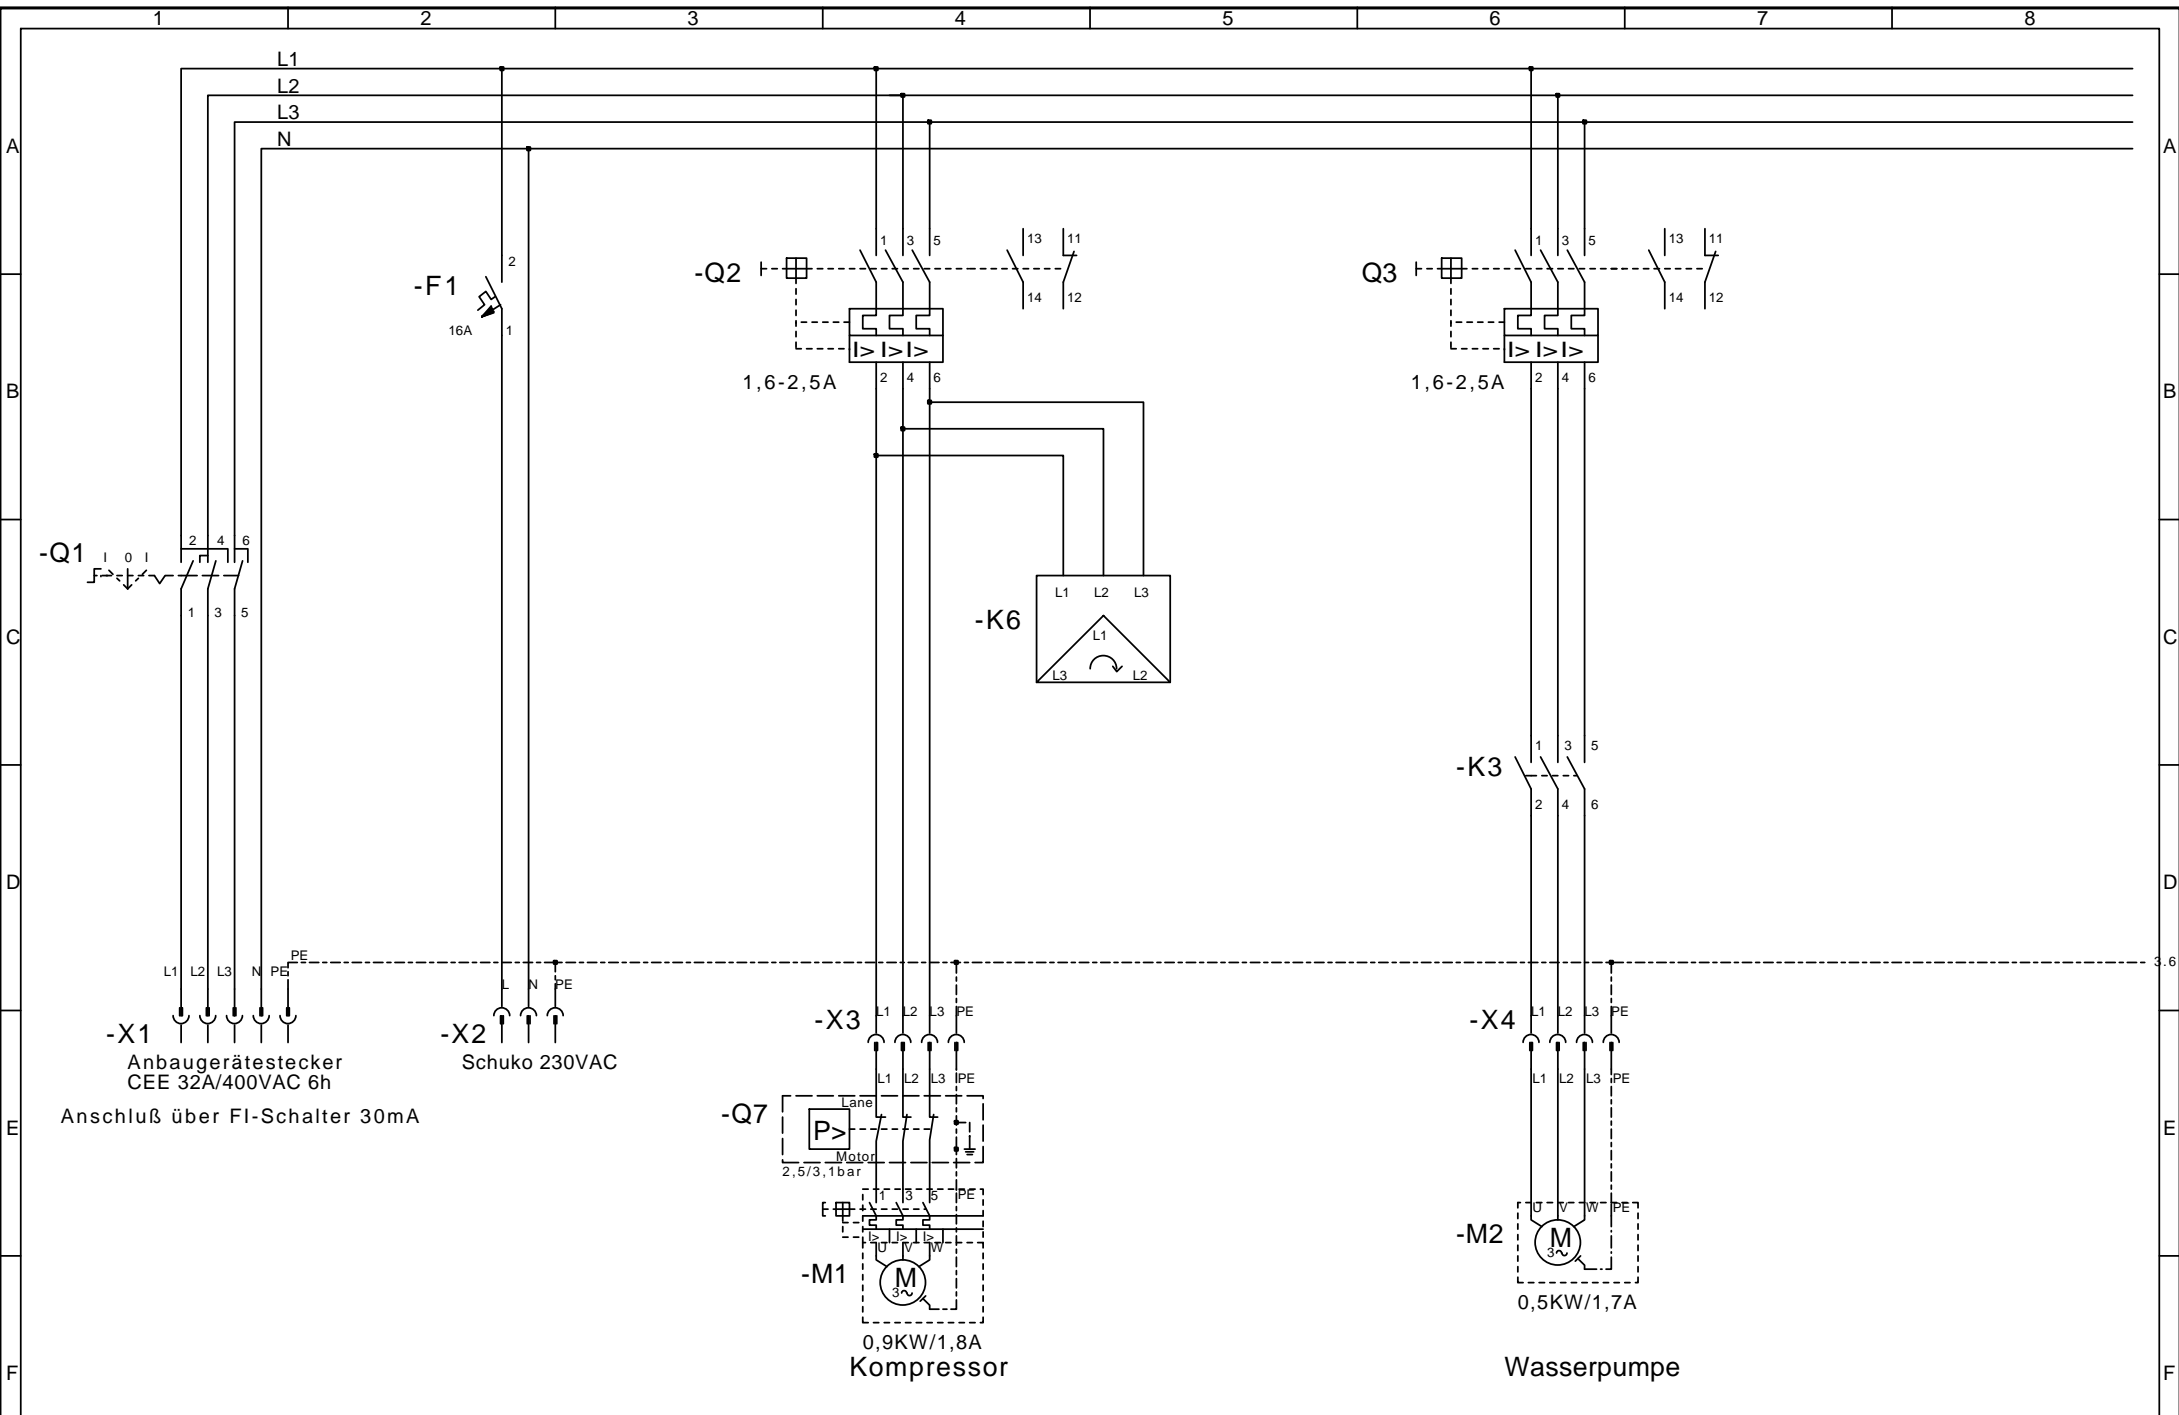 1 2 3 4 5 6 7 8
L1
L2
L3
N
A A
-F1
2
16A 1
-Q2
1 3 5 13 11
14 12
I> I> I>
1,6-2,5A 2 4 6
Q3
1 3 5 13 11
14 12
I> I> I>
1,6-2,5A 2 4 6
B B
-Q1 I 0 I
2 4 6
1 3 5
-K6
L1 L2 L3
L1
L3 L2
C C
-K3
1 3 5
2 4 6
D D
L1 L2 L3 N PE
PE
3.6
-X1
Anbaugerätestecker
CEE 32A/400VAC 6h
Anschluß über FI-Schalter 30mA
L N PE
-X2
Schuko 230VAC
-X3
L1 L2 L3 PE
L1 L2 L3 PE
-Q7
Lane
P>
Motor
2,5/3,1bar
1 3 5 PE
I> I> I>
U V W
-M1
M
3~
0,9KW/1,8A
Kompressor
-X4
L1 L2 L3 PE
L1 L2 L3 PE
U V W PE
-M2
M
3~
0,5KW/1,7A
Wasserpumpe
E E
F F